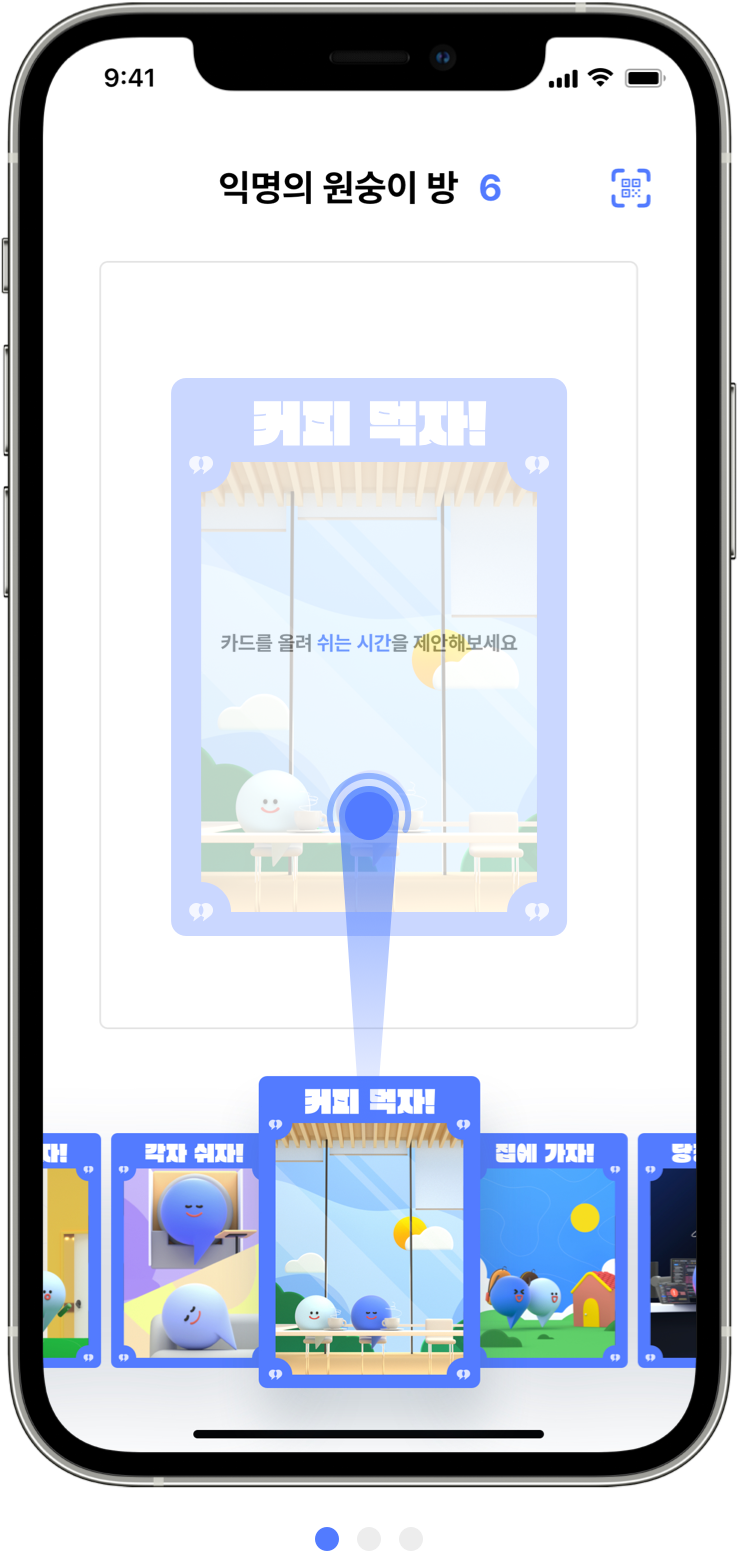 9:41
익명의 원숭이 방 6
커피 먹자!
카드를 올려 쉬는 시간을 제안해보세요
커피 먹자!
자!
각자 쉬자!
집에 가자!